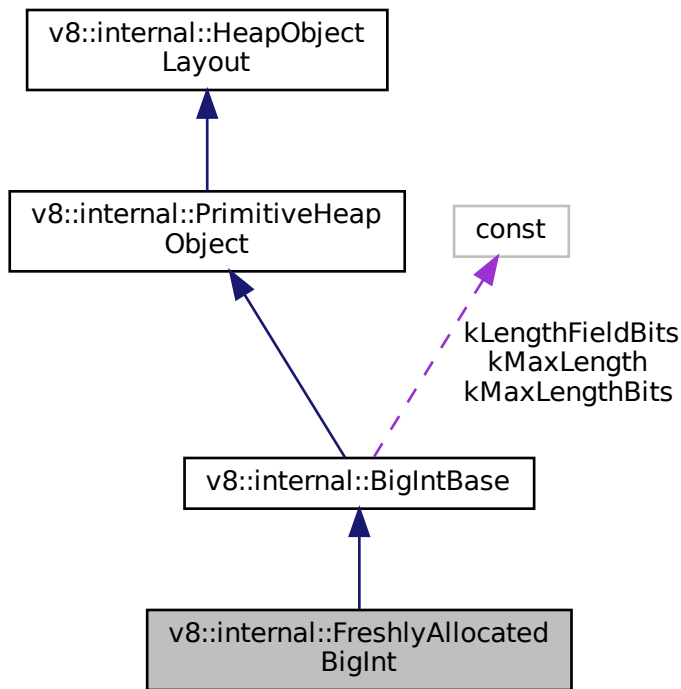 v8::internal::HeapObject
Layout
v8::internal::PrimitiveHeap
Object
const
kLengthFieldBits
kMaxLength
kMaxLengthBits
v8::internal::BigIntBase
v8::internal::FreshlyAllocated
BigInt